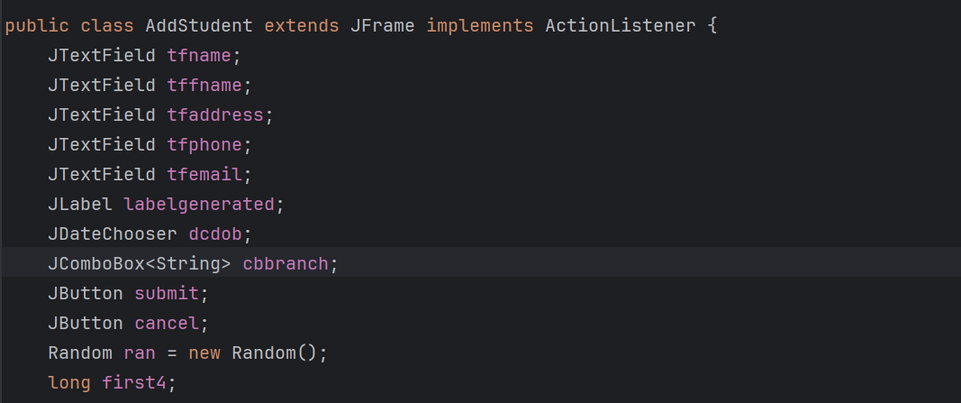 public class AddStudent extends JFrame implements ActionListener {
JTextField tfname;
JTextField tffname;
JTextField tfaddress;
JTextField tfphone;
JTextField tfemail;
JLabel labelgenerated;
JDateChooser dcdob;
JComboBox<String> cbbranch;
JButton submit;
JButton cancel;
Random ran = new Random();
long first4;